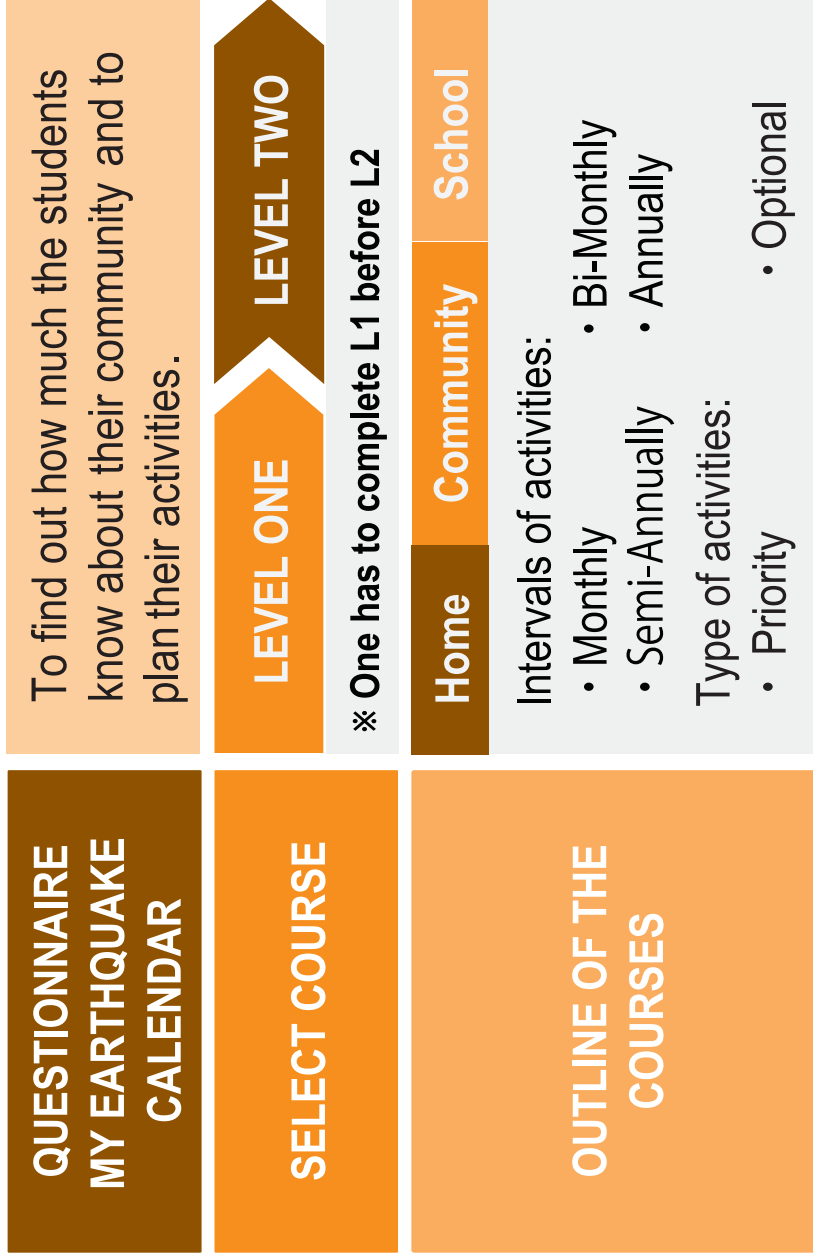 QUESTIONNAIRE
MY EARTHQUAKE
CALENDAR
To find out how much the students
know about their community and to
plan their activities.
SELECT COURSE
LEVEL ONE
LEVEL TWO
※ One has to complete L1 before L2
OUTLINE OF THE
COURSES
Home
Community
School
Intervals of activities:
• Monthly • Bi-Monthly
• Semi-Annually • Annually
Type of activities:
• Priority • Optional